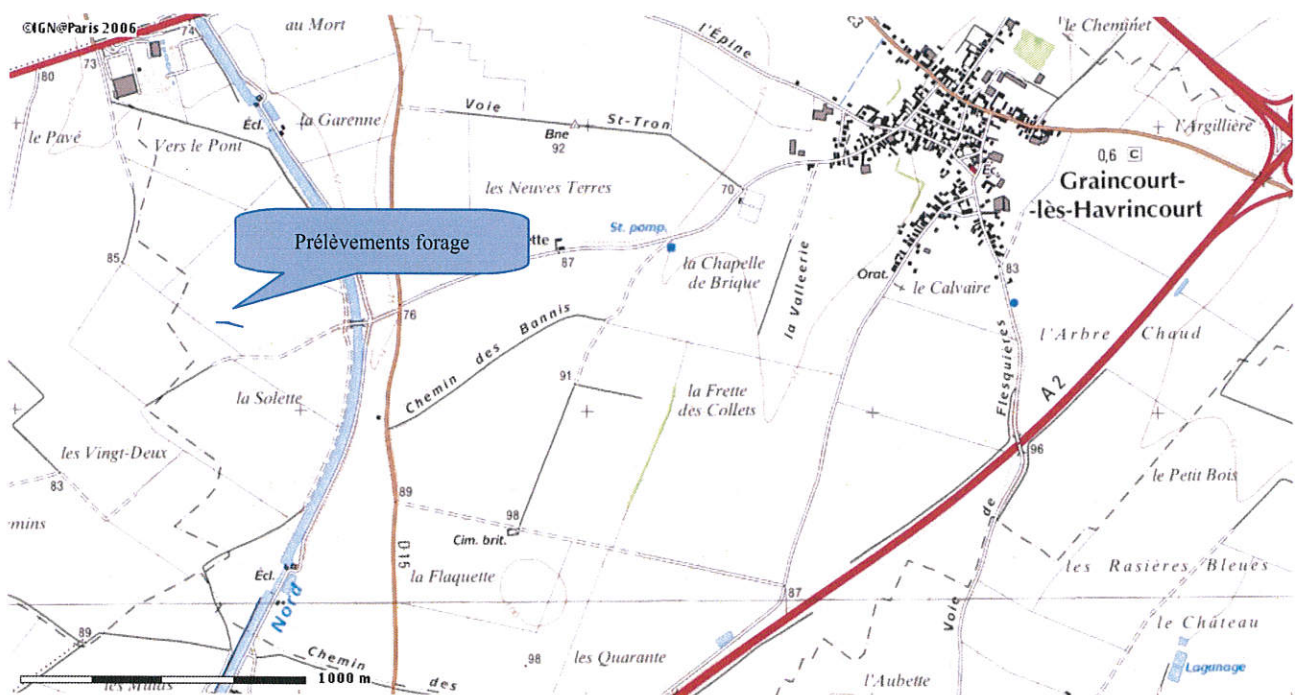 ©IGN@Paris 2006
74
73
80
au Mort
l'Épine
le Cheminet
le Pavé
Vers le Pont
Écl.
la Garenne
Voie St-Tron
Bne
92
l'Argillière
0,6 C
Graincourt-
-lès-Havrincourt
les Neuves Terres
70
Éc.
Prélèvements forage
St. pomp.
87
85
76
la Chapelle
de Brique
la Valleerie
Orat.
le Calvaire
83
l'Arbre Chaud
Chemin des Bannis
91
la Solette
la Frette
des Collets
Flesquières
A 2
96
les Vingt-Deux
83
le Petit Bois
89
98
Cim. brit.
D 15
Écl.
la Flaquette
Nord
87
Voie de
les Rasières Bleues
le Château
89
Chemin des
98
les Quarante
l'Aubette
Lagunage
1000 m